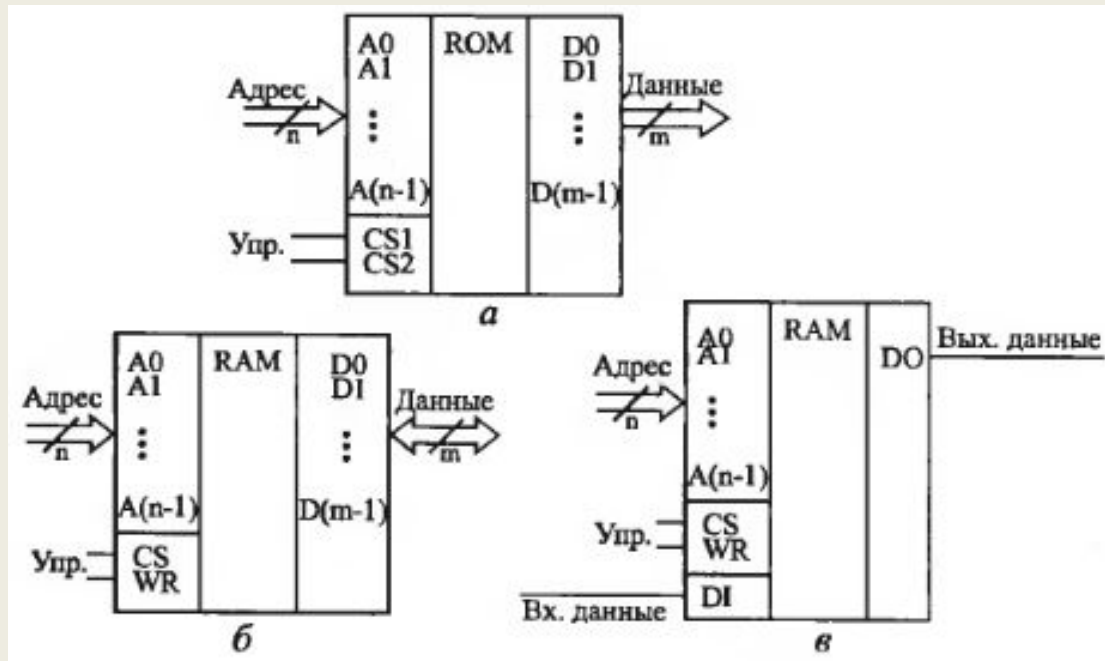 A0 ROM D0
A1 D1
Адрес Данные
n m
A(n-1) D(m-1)
Упр. CS1
CS2
а
A0 RAM D0
A1 D1
Адрес Данные
n m
A(n-1) D(m-1)
Упр. CS
WR
б
A0 RAM
A1 DO Вых. данные
Адрес
n
A(n-1)
Упр. CS
WR
DI
Вх. данные
в